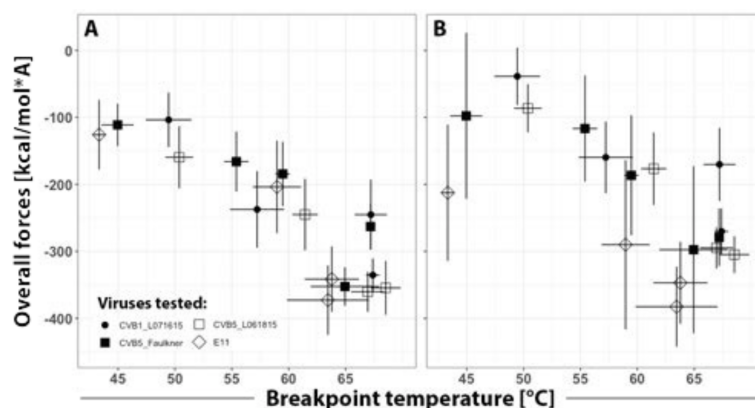 A
B
Overall forces [kcal/mol*A]
0
-100
-200
-300
-400
Viruses tested:
CVB1_L071615
CVB5_L061815
CVB5_Faulkner
E11
45
50
55
60
65
45
50
55
60
65
Breakpoint temperature [°C]